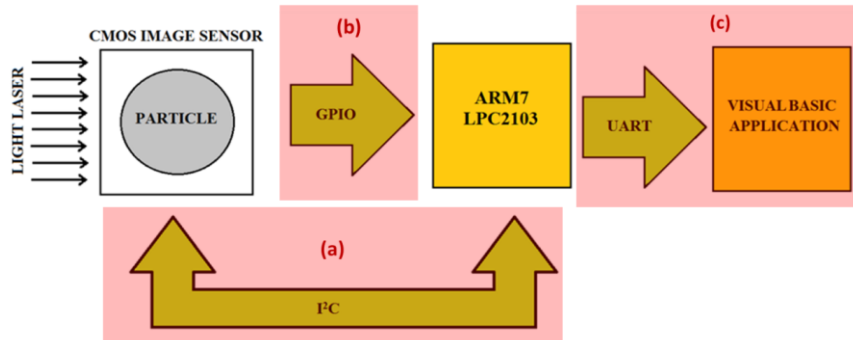 CMOS IMAGE SENSOR
LIGHT LASER
PARTICLE
(b)
GPIO
ARM7
LPC2103
(c)
UART
VISUAL BASIC
APPLICATION
(a)
I²C